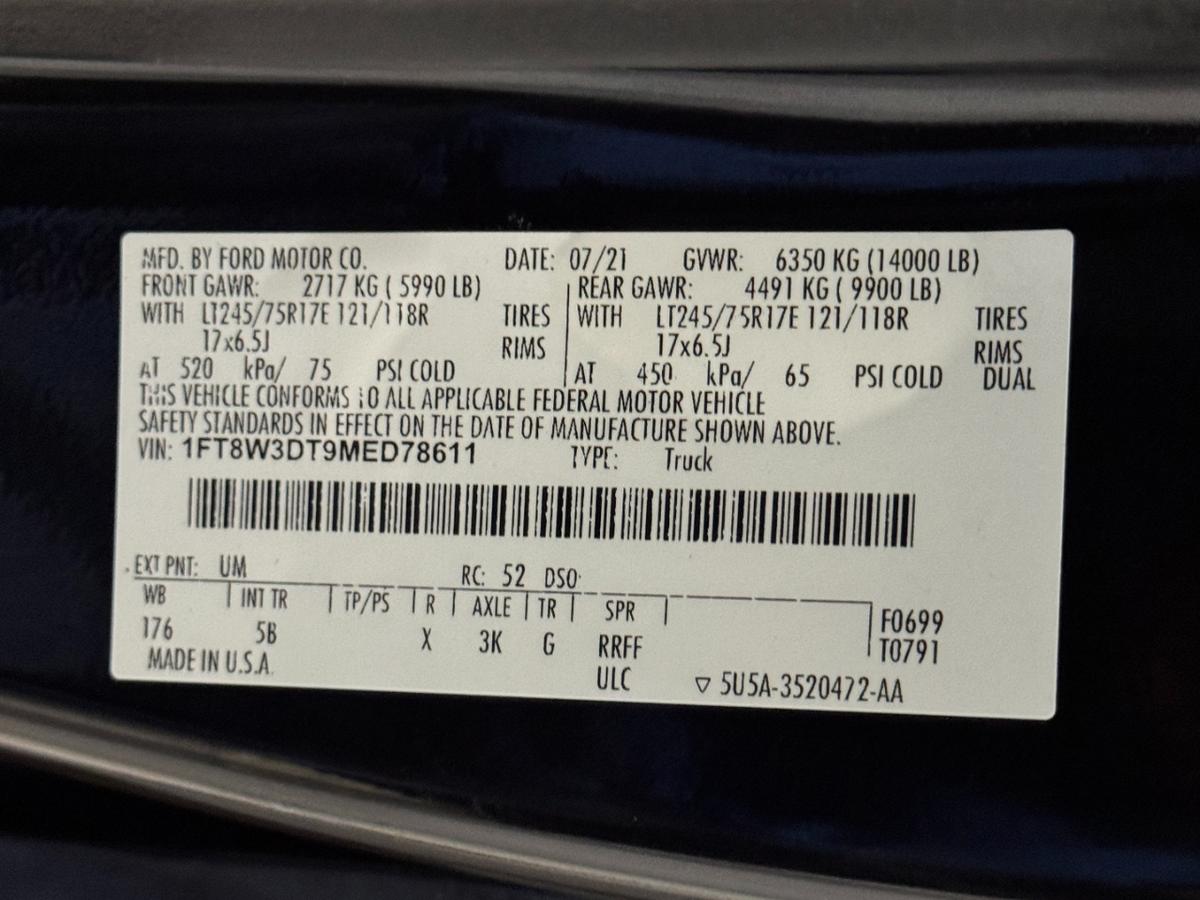 MFD. BY FORD MOTOR CO. DATE: 07/21 GVWR: 6350 KG (14000 LB)
FRONT GAWR: 2717 KG ( 5990 LB) REAR GAWR: 4491 KG ( 9900 LB)
WITH LT245/75R17E 121/118R TIRES WITH LT245/75R17E 121/118R TIRES
17x6.5J RIMS 17x6.5J RIMS
AT 520 kPa/ 75 PSI COLD AT 450 kPa/ 65 PSI COLD DUAL
THIS VEHICLE CONFORMS TO ALL APPLICABLE FEDERAL MOTOR VEHICLE
SAFETY STANDARDS IN EFFECT ON THE DATE OF MANUFACTURE SHOWN ABOVE.
VIN: 1FT8W3DT9MED78611 TYPE: Truck
EXT PNT: UM RC: 52 DSO:
WB INT TR TP/PS R AXLE TR SPR F0699
176 5B X 3K G RRFF T0791
MADE IN U.S.A. ULC ▽ 5U5A-3520472-AA